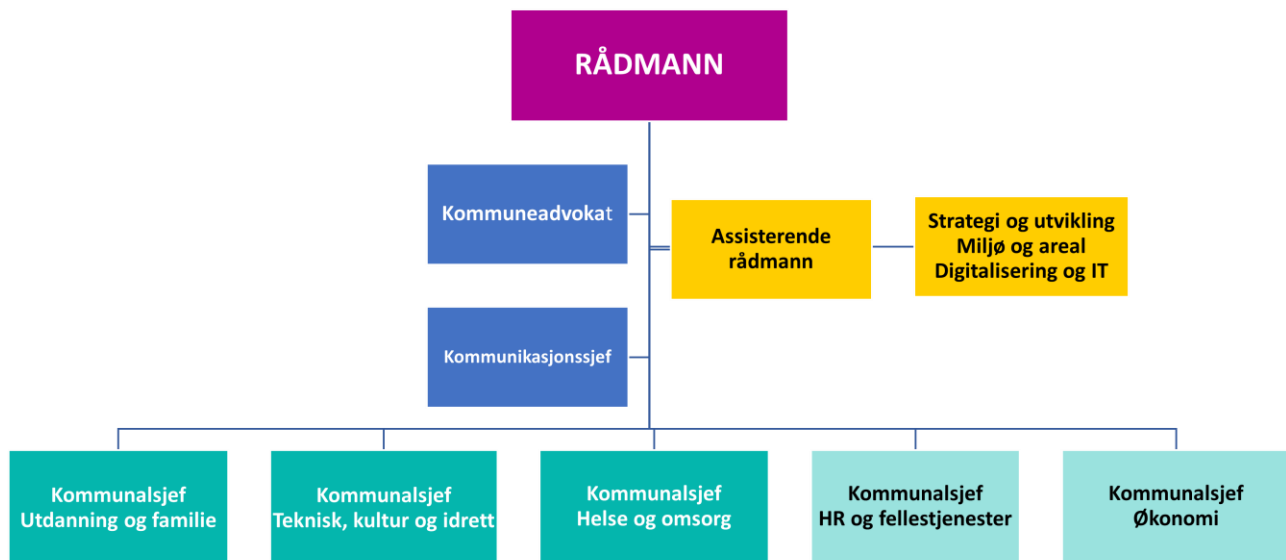 RÅDMANN
Kommuneadvokat
Assisterende
rådmann
Strategi og utvikling
Miljø og areal
Digitalisering og IT
Kommunikasjonssjef
Kommunalsjef
Utdanning og familie
Kommunalsjef
Teknisk, kultur og idrett
Kommunalsjef
Helse og omsorg
Kommunalsjef
HR og fellestjenester
Kommunalsjef
Økonomi